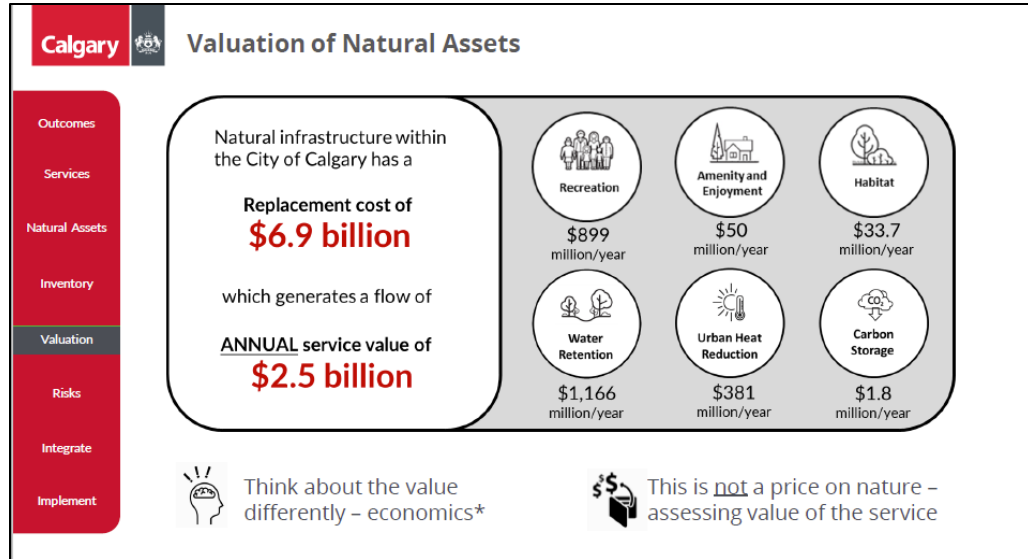 Calgary
Valuation of Natural Assets
Outcomes
Services
Natural Assets
Inventory
Valuation
Risks
Integrate
Implement
Natural infrastructure within
the City of Calgary has a
Replacement cost of
$6.9 billion
which generates a flow of
ANNUAL service value of
$2.5 billion
Recreation
$899
million/year
Amenity and
Enjoyment
$50
million/year
Habitat
$33.7
million/year
Water
Retention
$1,166
million/year
Urban Heat
Reduction
$381
million/year
CO₂
Carbon
Storage
$1.8
million/year
Think about the value
differently – economics*
$$$
This is not a price on nature –
assessing value of the service